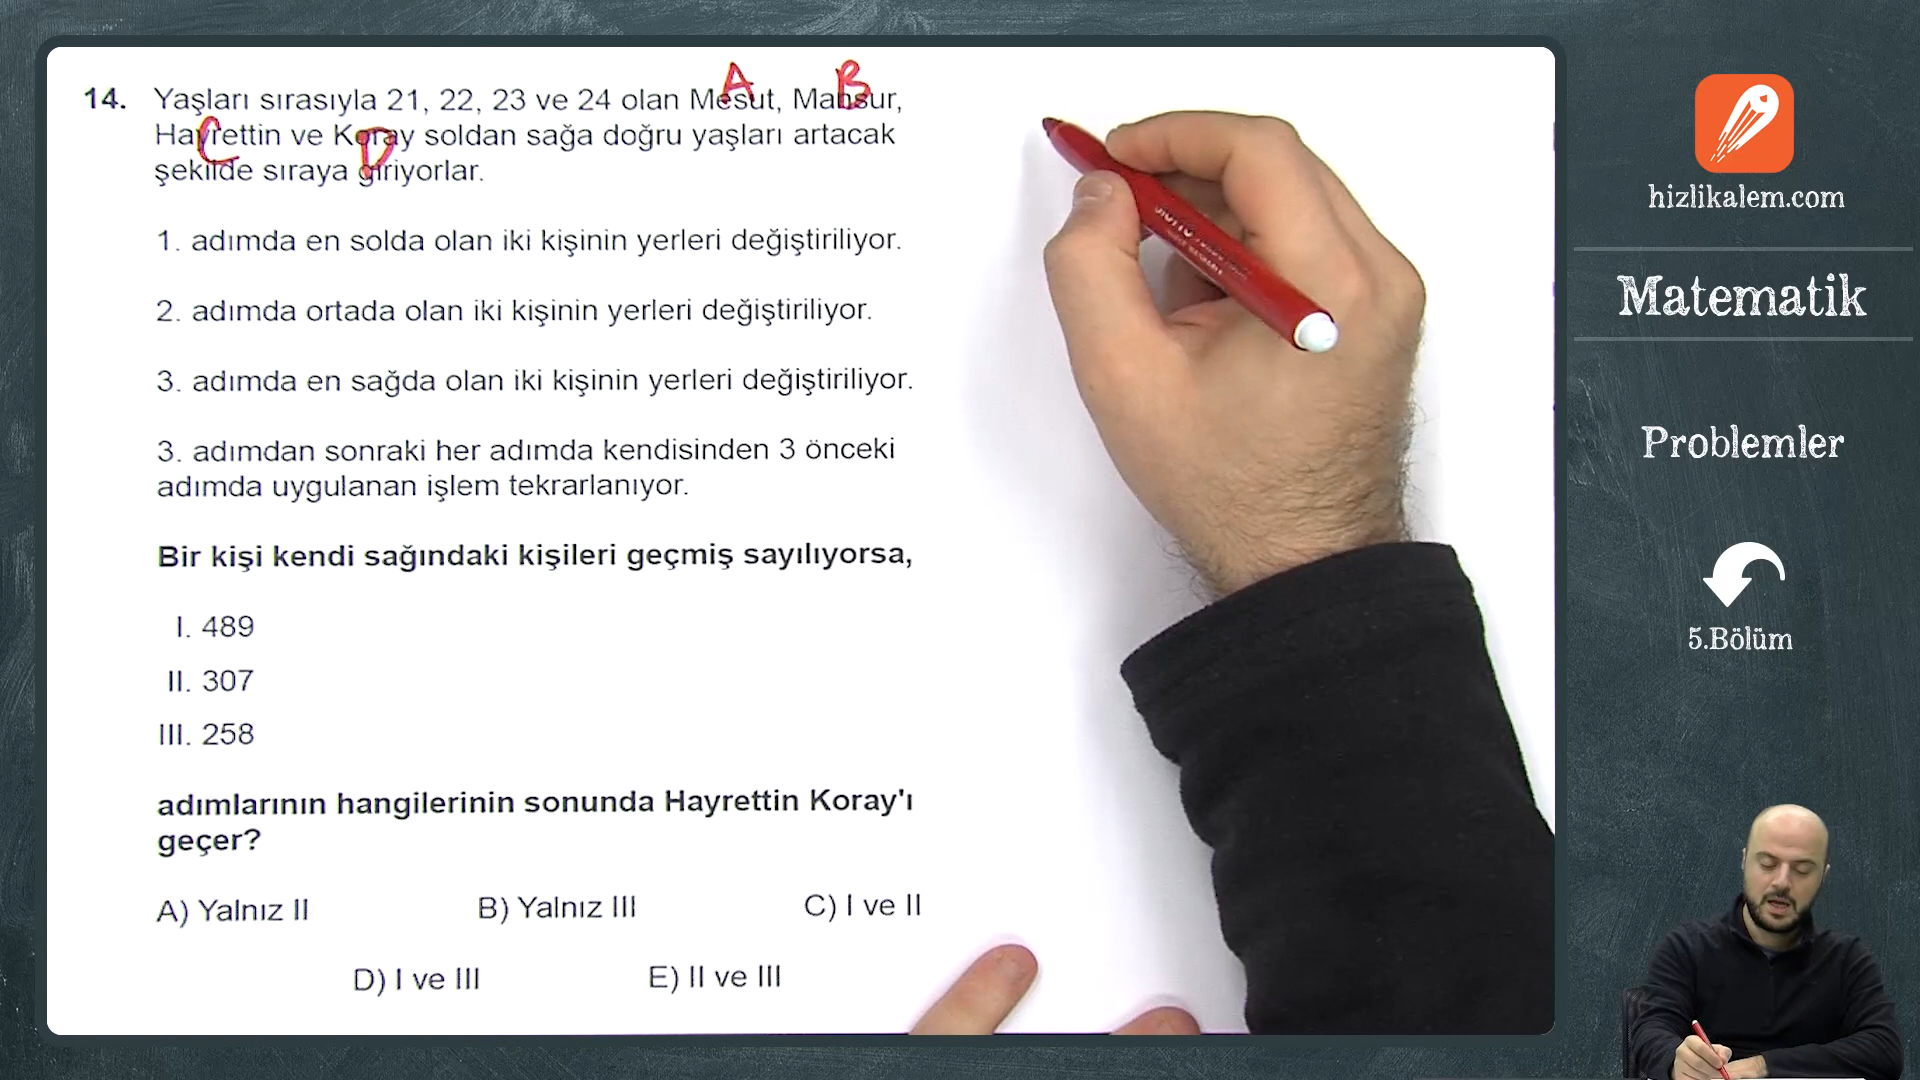 A B
14. Yaşları sırasıyla 21, 22, 23 ve 24 olan Mesut, Mansur,
Hayrettin ve Koray soldan sağa doğru yaşları artacak
C D
şekilde sıraya giriyorlar.
1. adımda en solda olan iki kişinin yerleri değiştiriliyor.
2. adımda ortada olan iki kişinin yerleri değiştiriliyor.
3. adımda en sağda olan iki kişinin yerleri değiştiriliyor.
3. adımdan sonraki her adımda kendisinden 3 önceki
adımda uygulanan işlem tekrarlanıyor.
Bir kişi kendi sağındaki kişileri geçmiş sayılıyorsa,
I. 489
II. 307
III. 258
adımlarının hangilerinin sonunda Hayrettin Koray'ı
geçer?
A) Yalnız II B) Yalnız III C) I ve II
D) I ve III E) II ve III
hizlikalem.com
Matematik
Problemler
5.Bölüm